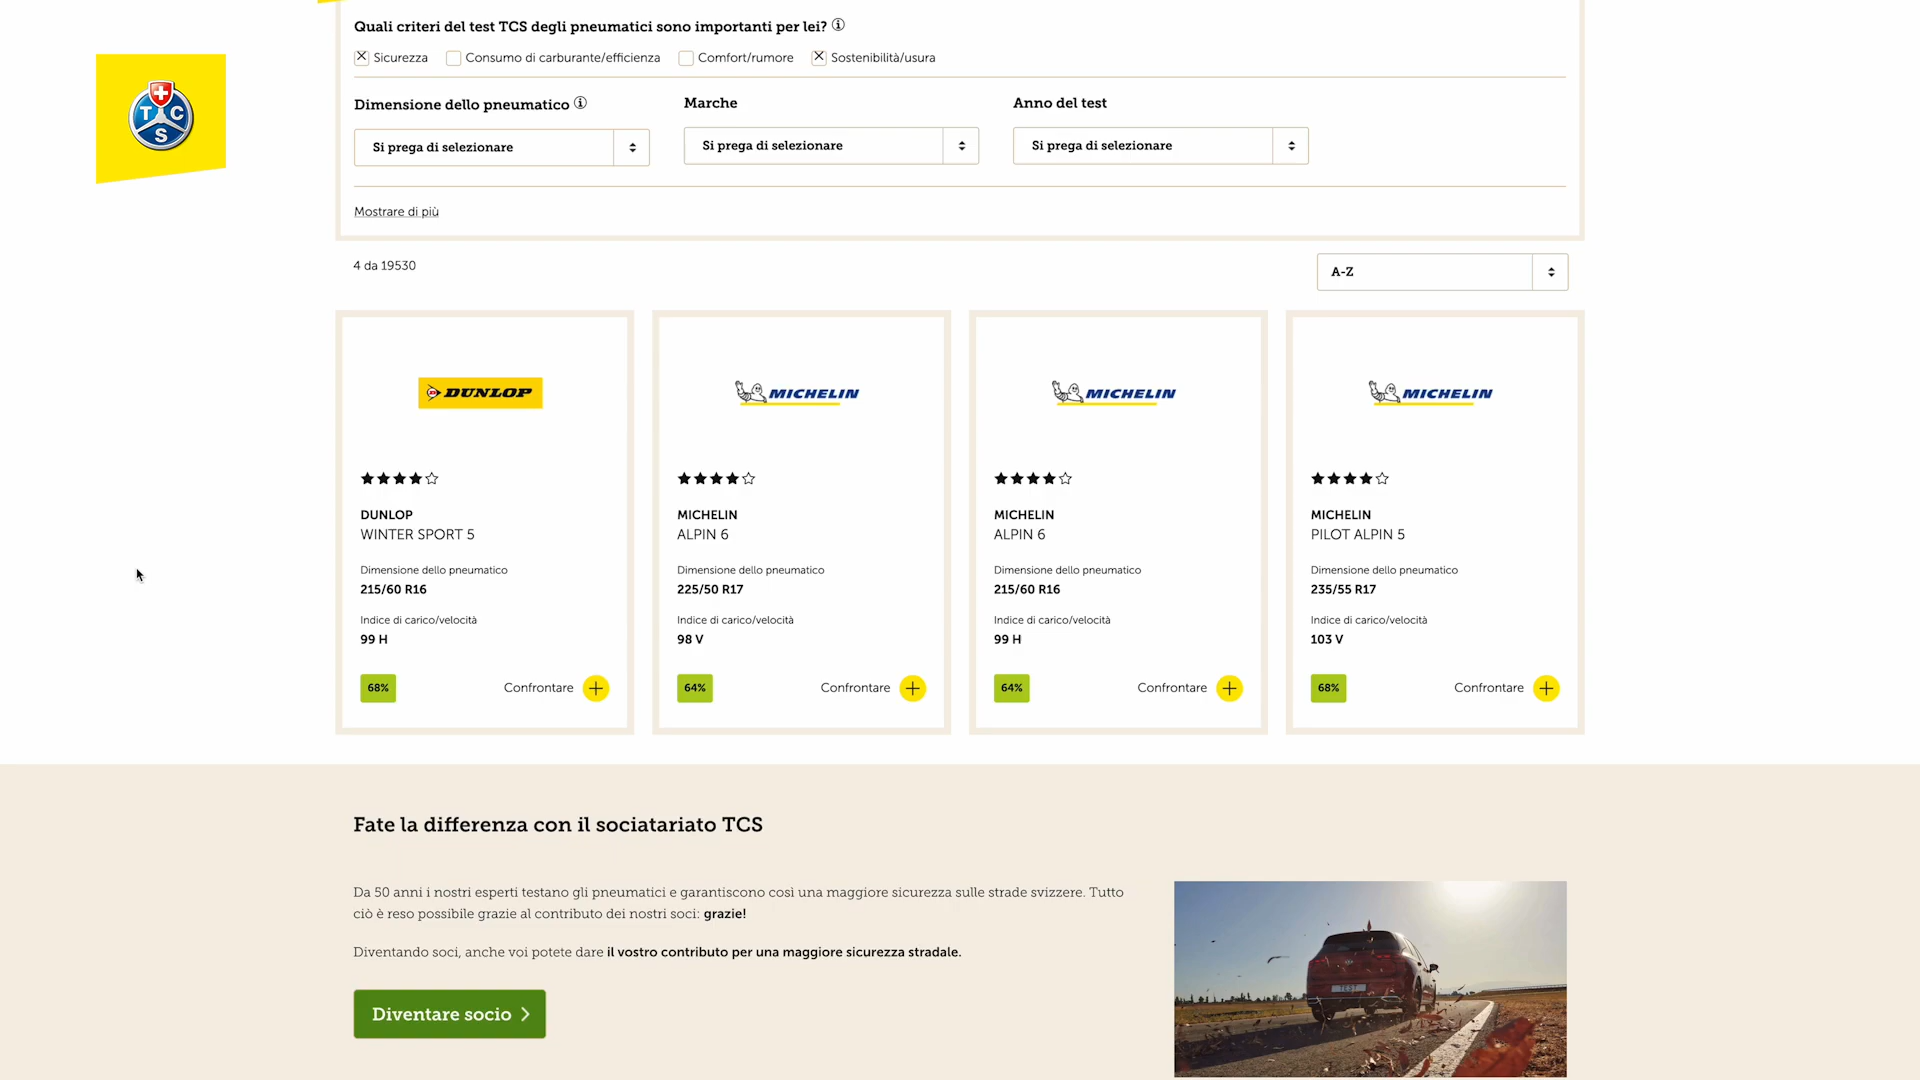 Quali criteri del test TCS degli pneumatici sono importanti per lei?
Sicurezza Consumo di carburante/efficienza Comfort/rumore Sostenibilità/usura
TCS
Dimensione dello pneumatico Marche Anno del test
Si prega di selezionare Si prega di selezionare Si prega di selezionare
Mostrare di più
4 da 19530
A-Z
DUNLOP
DUNLOP
WINTER SPORT 5
Dimensione dello pneumatico
215/60 R16
Indice di carico/velocità
99 H
68% Confrontare
MICHELIN
MICHELIN
ALPIN 6
Dimensione dello pneumatico
225/50 R17
Indice di carico/velocità
98 V
64% Confrontare
MICHELIN
MICHELIN
ALPIN 6
Dimensione dello pneumatico
215/60 R16
Indice di carico/velocità
99 H
64% Confrontare
MICHELIN
MICHELIN
PILOT ALPIN 5
Dimensione dello pneumatico
235/55 R17
Indice di carico/velocità
103 V
68% Confrontare
Fate la differenza con il sociatariato TCS
Da 50 anni i nostri esperti testano gli pneumatici e garantiscono così una maggiore sicurezza sulle strade svizzere. Tutto
ciò è reso possibile grazie al contributo dei nostri soci: grazie!
Diventando soci, anche voi potete dare il vostro contributo per una maggiore sicurezza stradale.
Diventare socio
TEST